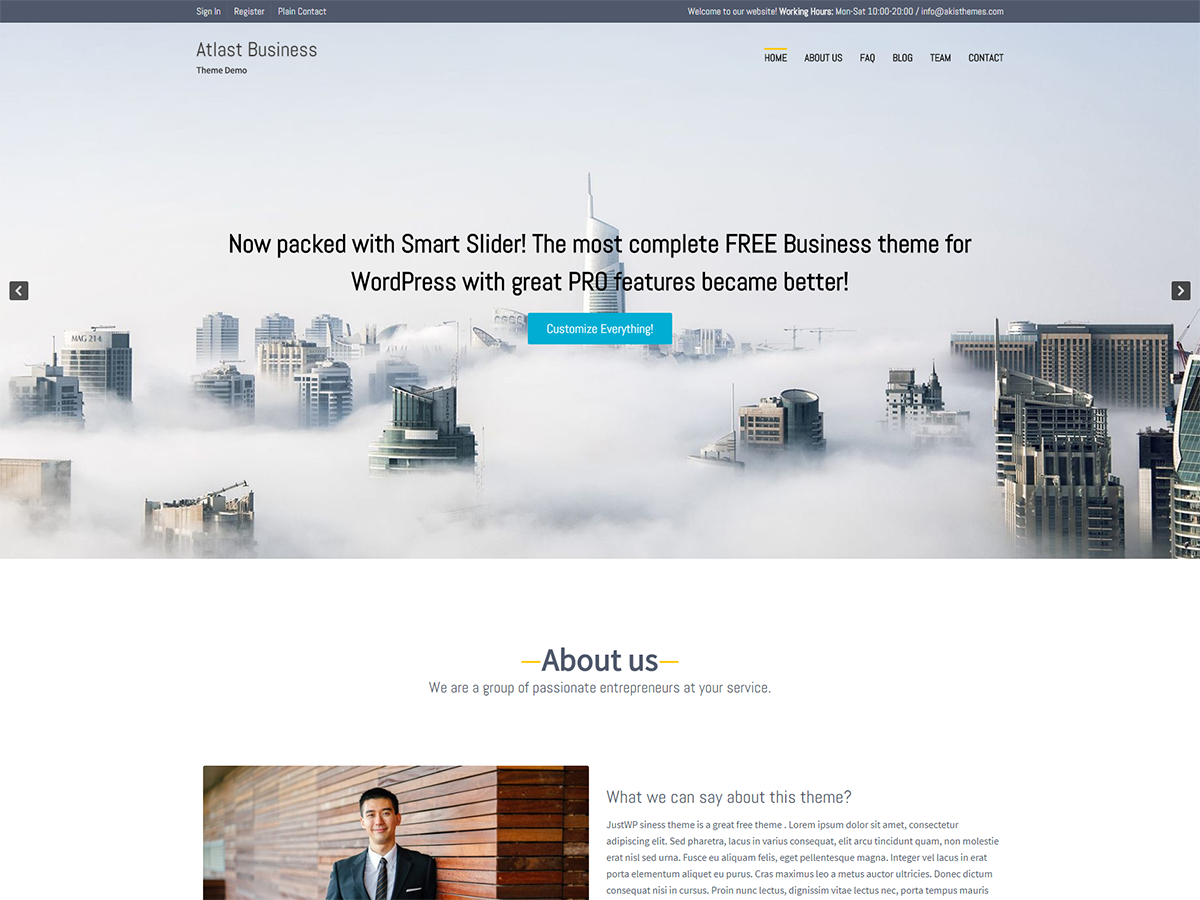 Sign In Register Plain Contact
Welcome to our website! Working Hours: Mon-Sat 10:00-20:00 / info@akisthemes.com
Atlast Business
Theme Demo
HOME ABOUT US FAQ BLOG TEAM CONTACT
Now packed with Smart Slider! The most complete FREE Business theme for
WordPress with great PRO features became better!
Customize Everything!
MAG 214
About us
We are a group of passionate entrepreneurs at your service.
What we can say about this theme?
JustWP siness theme is a great free theme . Lorem ipsum dolor sit amet, consectetur
adipiscing elit. Sed pharetra, lacus in varius consequat, elit arcu tincidunt quam, non molestie
erat nisl sed urna. Fusce eu aliquam felis, eget pellentesque magna. Integer vel lacus in erat
porta elementum aliquet eu purus. Cras maximus leo a metus auctor ultricies. Donec dictum
consequat nisi in cursus. Proin nunc lectus, dignissim vitae lectus nec, porta tempus mauris